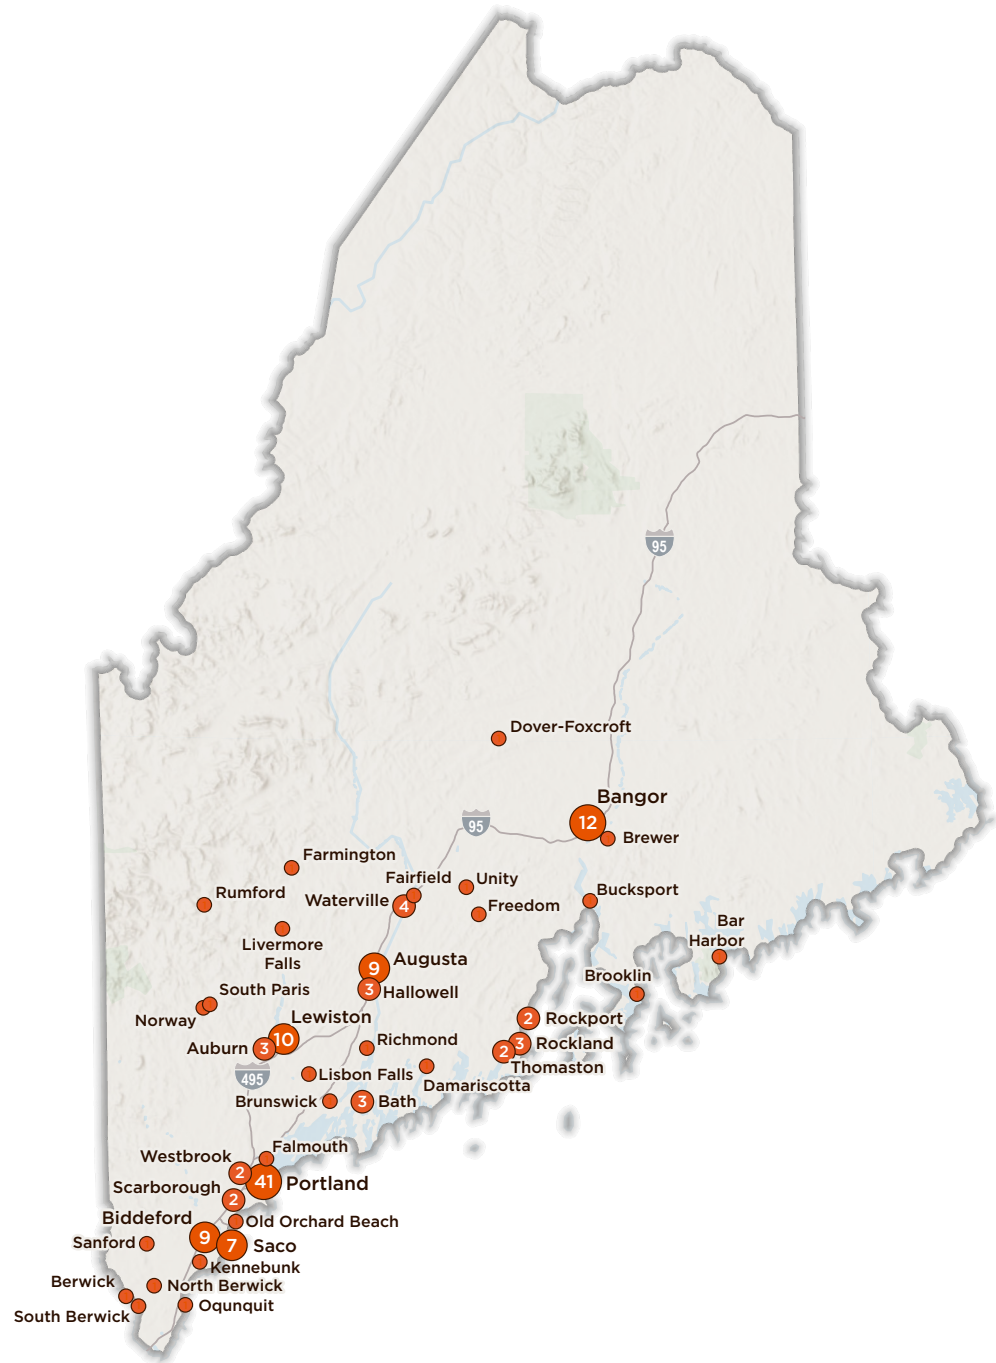 95
Dover-Foxcroft
Bangor
12
95
Brewer
Farmington
Fairfield
Unity
Rumford
Waterville
4
Freedom
Bucksport
Livermore
Falls
Bar
Harbor
Augusta
9
Brooklin
South Paris
3
Hallowell
Norway
Lewiston
10
2
Rockport
Auburn
3
Richmond
3
Rockland
2
Thomaston
495
Lisbon Falls
Damariscotta
Brunswick
3
Bath
Falmouth
Westbrook
2
41
Portland
Scarborough
2
Biddeford
Old Orchard Beach
9
7
Saco
Sanford
Kennebunk
Berwick
North Berwick
South Berwick
Oqunquit